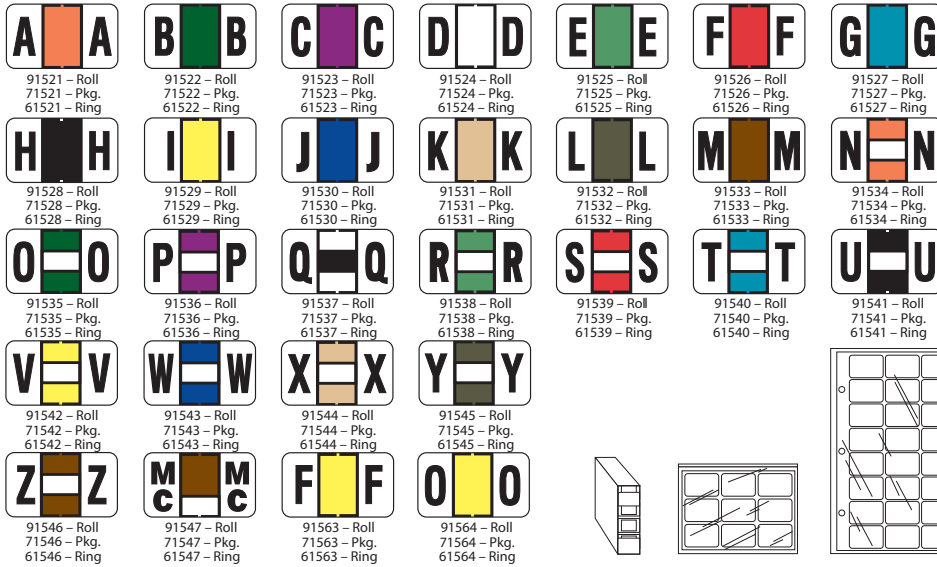 A A B B C C D D E E F F G G
91521 – Roll 91522 – Roll 91523 – Roll 91524 – Roll 91525 – Roll 91526 – Roll 91527 – Roll
71521 – Pkg. 71522 – Pkg. 71523 – Pkg. 71524 – Pkg. 71525 – Pkg. 71526 – Pkg. 71527 – Pkg.
61521 – Ring 61522 – Ring 61523 – Ring 61524 – Ring 61525 – Ring 61526 – Ring 61527 – Ring
H H I I J J K K L L M M N N
91528 – Roll 91529 – Roll 91530 – Roll 91531 – Roll 91532 – Roll 91533 – Roll 91534 – Roll
71528 – Pkg. 71529 – Pkg. 71530 – Pkg. 71531 – Pkg. 71532 – Pkg. 71533 – Pkg. 71534 – Pkg.
61528 – Ring 61529 – Ring 61530 – Ring 61531 – Ring 61532 – Ring 61533 – Ring 61534 – Ring
O O P P Q Q R R S S T T U U
91535 – Roll 91536 – Roll 91537 – Roll 91538 – Roll 91539 – Roll 91540 – Roll 91541 – Roll
71535 – Pkg. 71536 – Pkg. 71537 – Pkg. 71538 – Pkg. 71539 – Pkg. 71540 – Pkg. 71541 – Pkg.
61535 – Ring 61536 – Ring 61537 – Ring 61538 – Ring 61539 – Ring 61540 – Ring 61541 – Ring
V V W W X X Y Y
91542 – Roll 91543 – Roll 91544 – Roll 91545 – Roll
71542 – Pkg. 71543 – Pkg. 71544 – Pkg. 71545 – Pkg.
61542 – Ring 61543 – Ring 61544 – Ring 61545 – Ring
Z Z MC MC F F O O
91546 – Roll 91547 – Roll 91563 – Roll 91564 – Roll
71546 – Pkg. 71547 – Pkg. 71563 – Pkg. 71564 – Pkg.
61546 – Ring 61547 – Ring 61563 – Ring 61564 – Ring